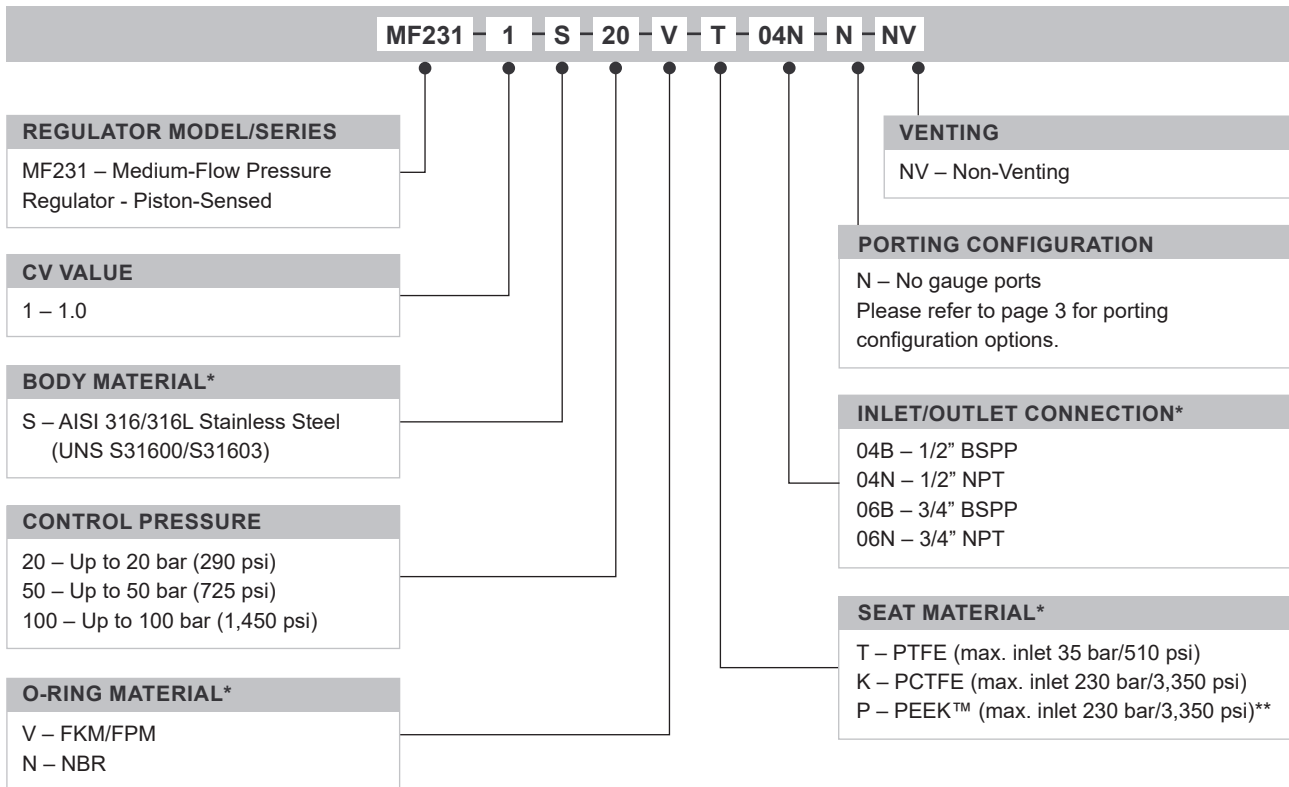 MF231 1 S 20 V T 04N N NV
REGULATOR MODEL/SERIES
MF231 – Medium-Flow Pressure
Regulator - Piston-Sensed
CV VALUE
1 – 1.0
BODY MATERIAL*
S – AISI 316/316L Stainless Steel
(UNS S31600/S31603)
CONTROL PRESSURE
20 – Up to 20 bar (290 psi)
50 – Up to 50 bar (725 psi)
100 – Up to 100 bar (1,450 psi)
O-RING MATERIAL*
V – FKM/FPM
N – NBR
VENTING
NV – Non-Venting
PORTING CONFIGURATION
N – No gauge ports
Please refer to page 3 for porting
configuration options.
INLET/OUTLET CONNECTION*
04B – 1/2” BSPP
04N – 1/2” NPT
06B – 3/4” BSPP
06N – 3/4” NPT
SEAT MATERIAL*
T – PTFE (max. inlet 35 bar/510 psi)
K – PCTFE (max. inlet 230 bar/3,350 psi)
P – PEEK™ (max. inlet 230 bar/3,350 psi)**